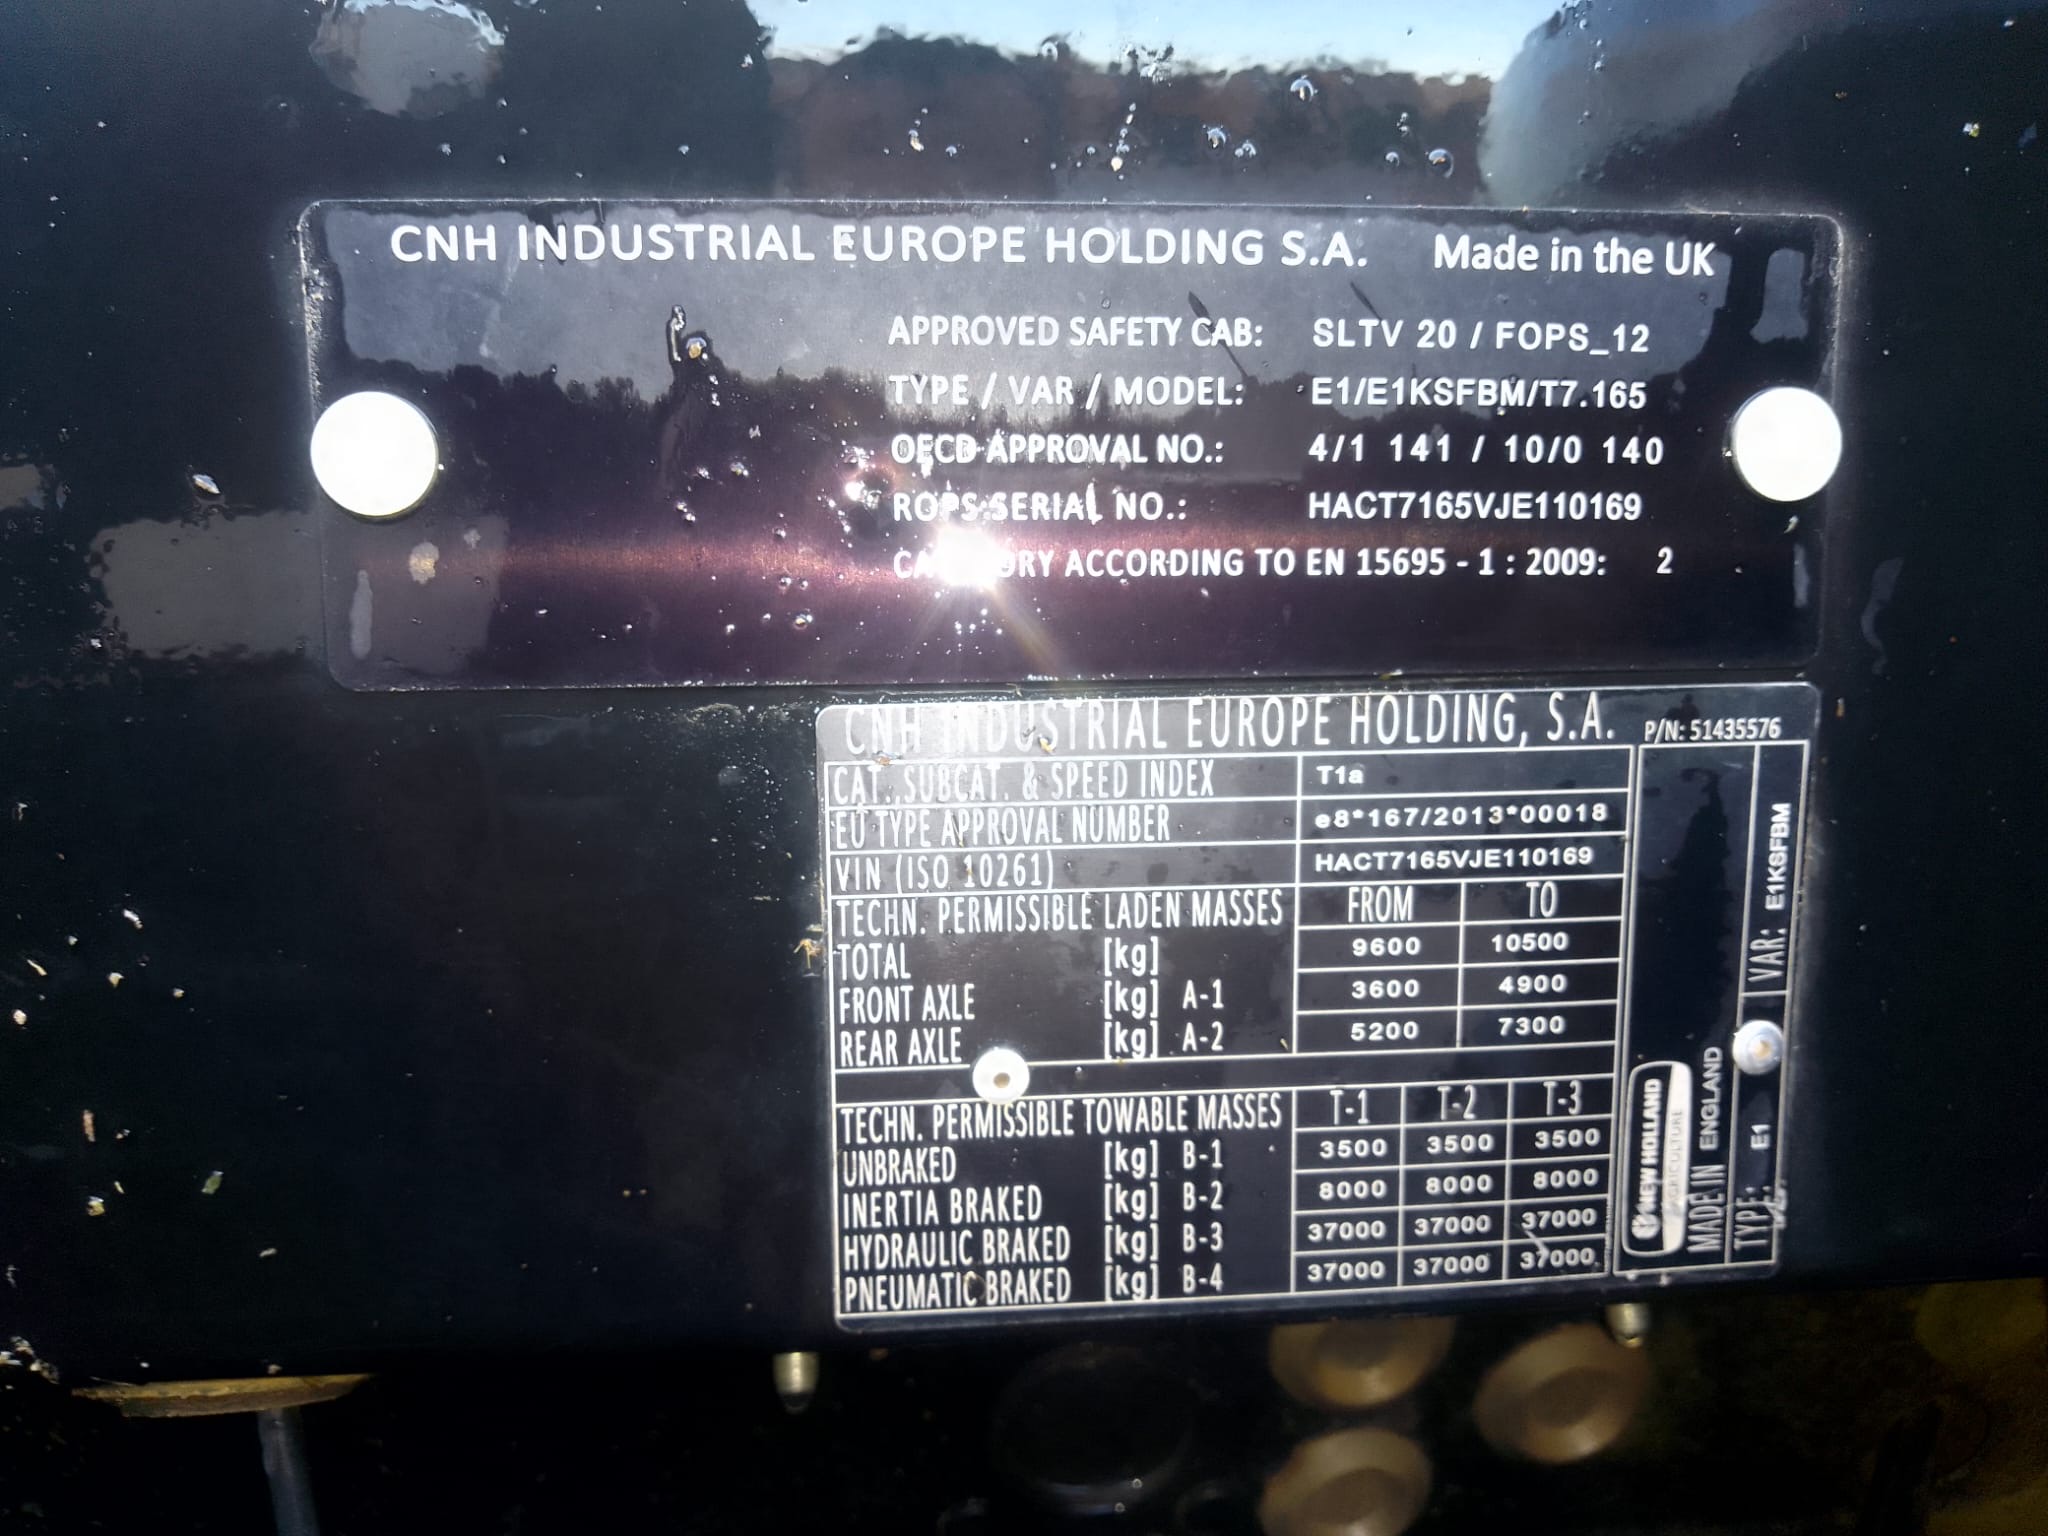 CNH INDUSTRIAL EUROPE HOLDING S.A. Made in the UK
APPROVED SAFETY CAB: SLTV 20 / FOPS_12
TYPE / VAR / MODEL: E1/E1KSFBM/T7.165
OECD APPROVAL NO.: 4/1 141 / 10/0 140
ROPS SERIAL NO.: HACT7165VJE110169
ACCORDING TO EN 15695 - 1 : 2009: 2
CNH INDUSTRIAL EUROPE HOLDING, S.A. P/N: 51435576
CAT., SUBCAT. & SPEED INDEX T1a
EU TYPE APPROVAL NUMBER e8*167/2013*00018
VIN (ISO 10261) HACT7165VJE110169
TECHN. PERMISSIBLE LADEN MASSES FROM TO
TOTAL [kg] 9600 10500
FRONT AXLE [kg] A-1 3600 4900
REAR AXLE [kg] A-2 5200 7300
TECHN. PERMISSIBLE TOWABLE MASSES T-1 T-2 T-3
UNBRAKED [kg] B-1 3500 3500 3500
INERTIA BRAKED [kg] B-2 8000 8000 8000
HYDRAULIC BRAKED [kg] B-3 37000 37000 37000
PNEUMATIC BRAKED [kg] B-4 37000 37000 37000
NEW HOLLAND
AGRICULTURE
MADE IN ENGLAND
TYPE: E1 VAR: E1KSFBM